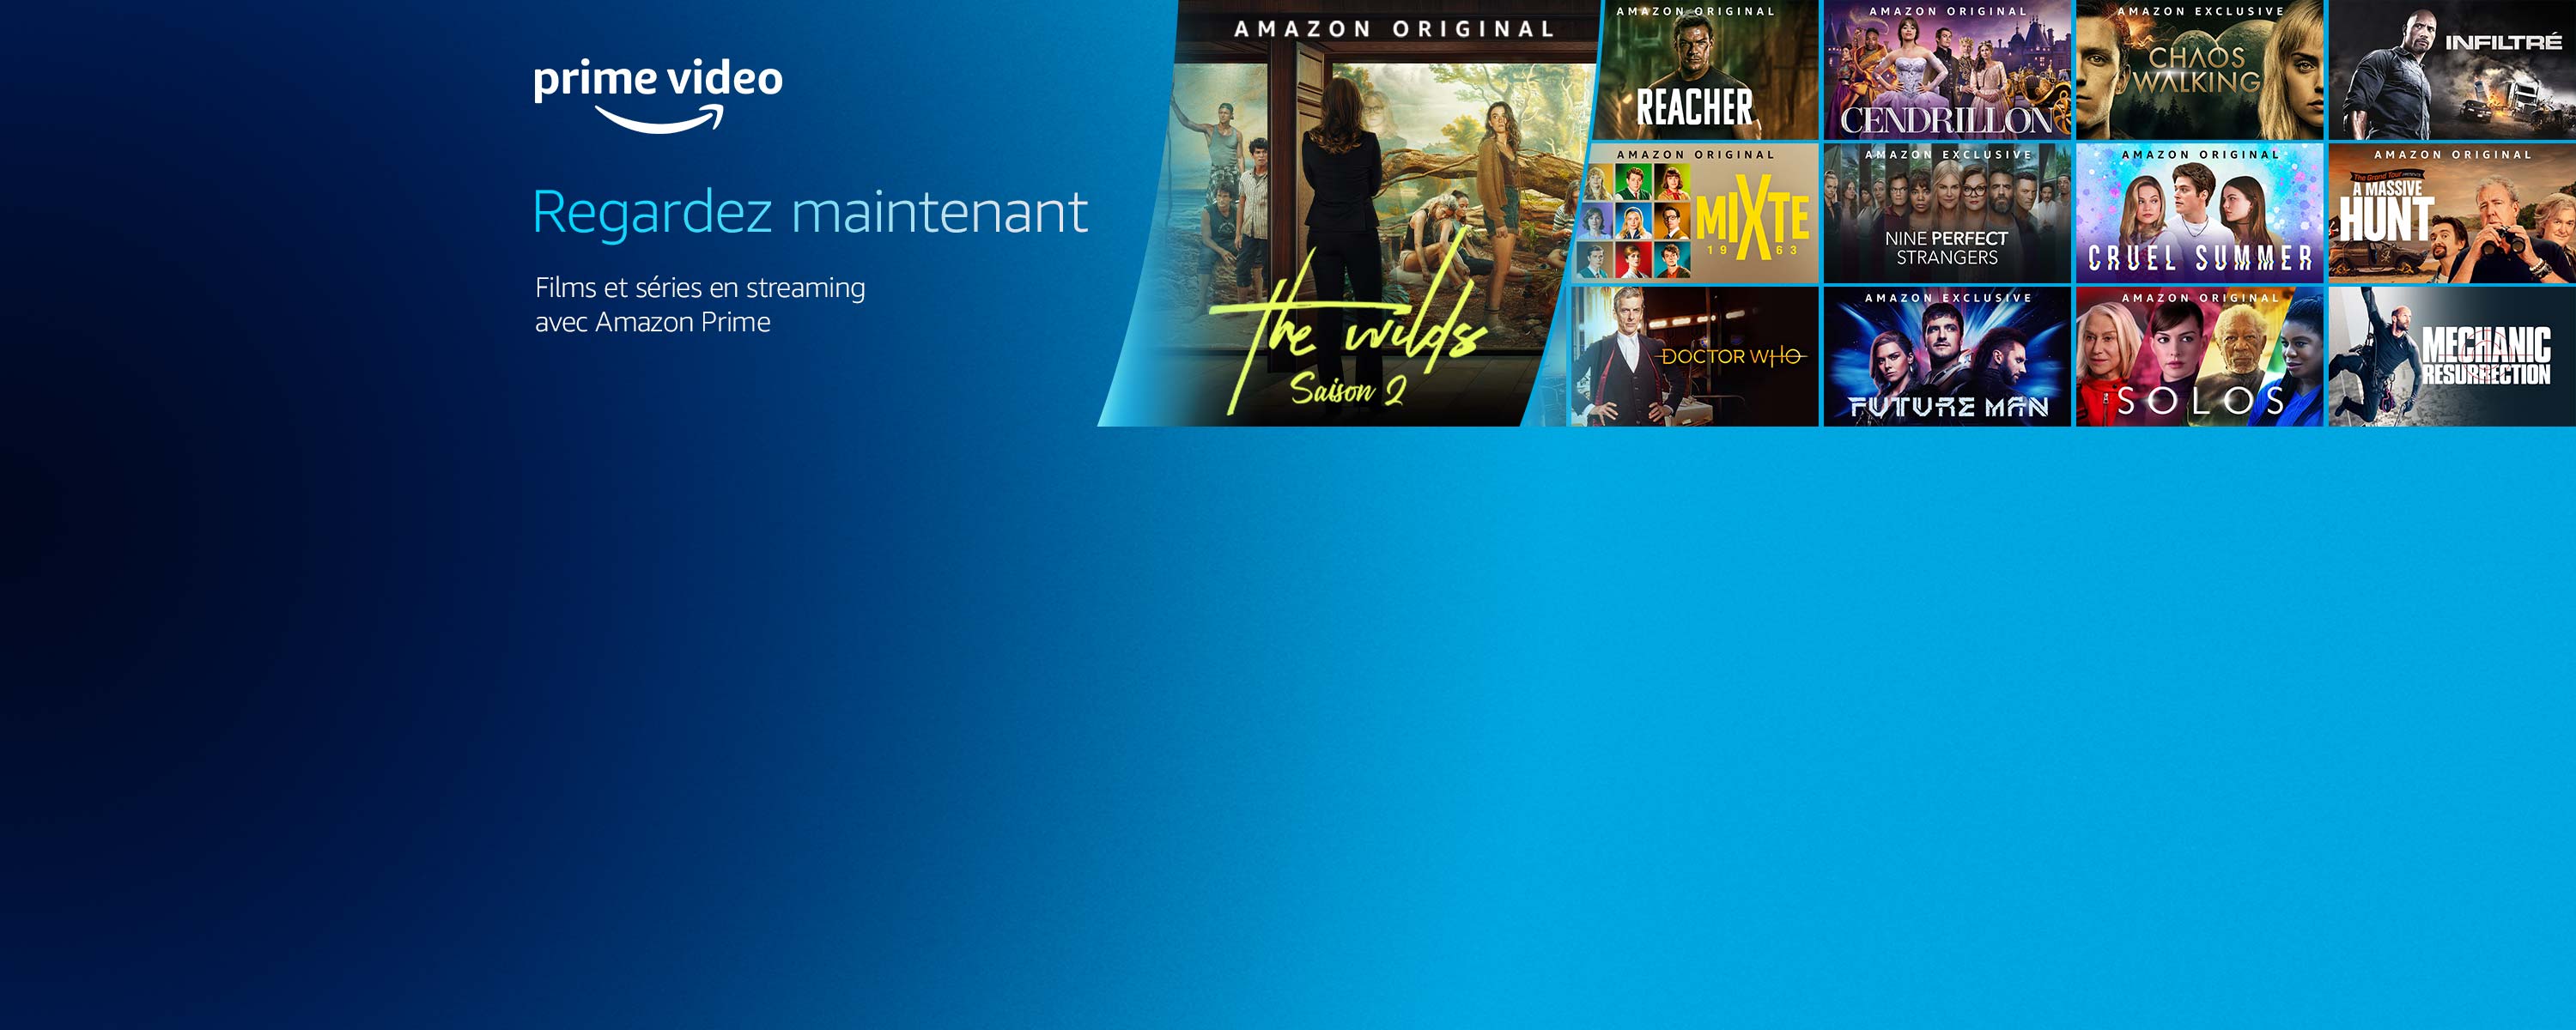 prime video
Regardez maintenant
Films et séries en streaming
avec Amazon Prime
AMAZON ORIGINAL
the wilds
Saison 2
AMAZON ORIGINAL
REACHER
AMAZON ORIGINAL
CENDRILLON
AMAZON EXCLUSIVE
CHAOS
WALKING
INFILTRÉ
AMAZON ORIGINAL
MIXTE
1963
AMAZON EXCLUSIVE
NINE PERFECT
STRANGERS
AMAZON ORIGINAL
CRUEL SUMMER
AMAZON ORIGINAL
The Grand Tour PRESENTS
A MASSIVE
HUNT
DOCTOR WHO
AMAZON EXCLUSIVE
FUTURE MAN
AMAZON ORIGINAL
SOLOS
MECHANIC
RESURRECTION